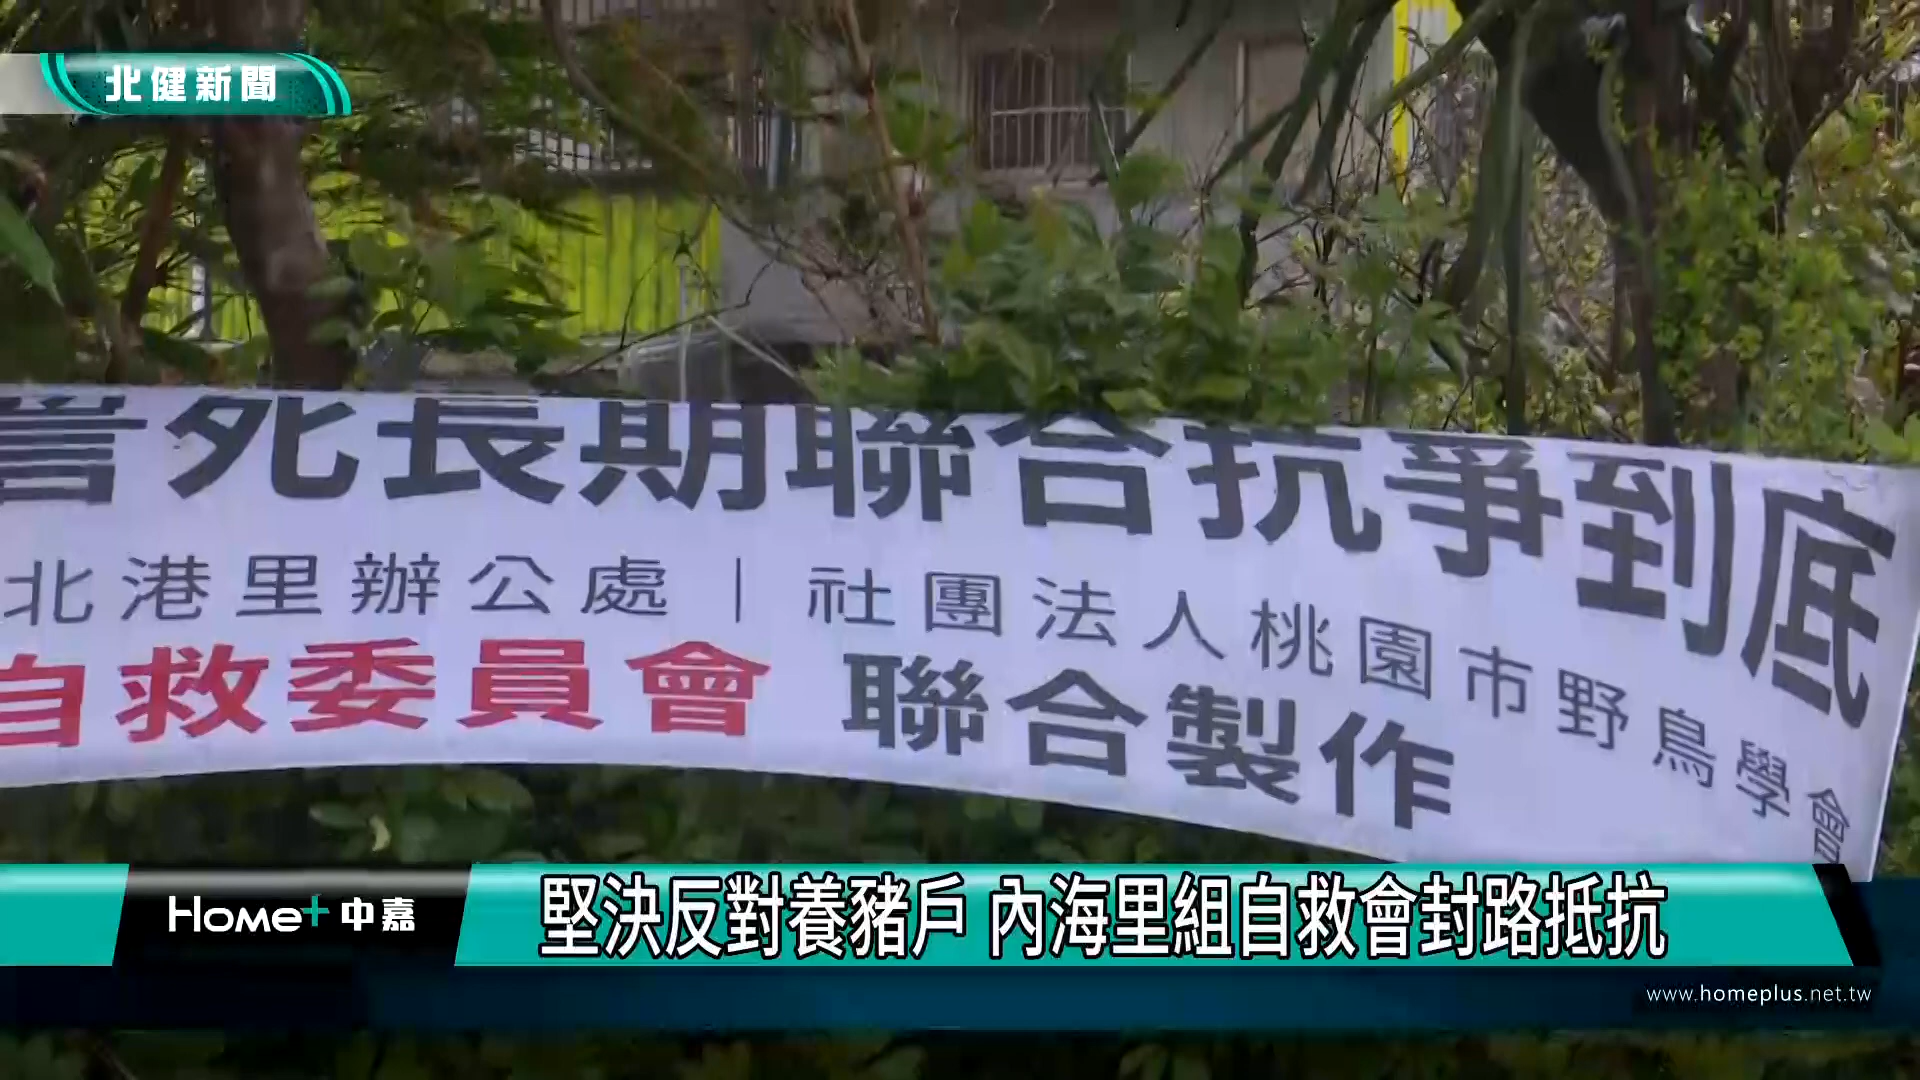 北健新聞
誓死長期聯合抗爭到底
北港里辦公處｜社團法人桃園市野鳥學會
自救委員會 聯合製作
Home+中嘉
堅決反對養豬戶 內海里組自救會封路抵抗
www.homeplus.net.tw